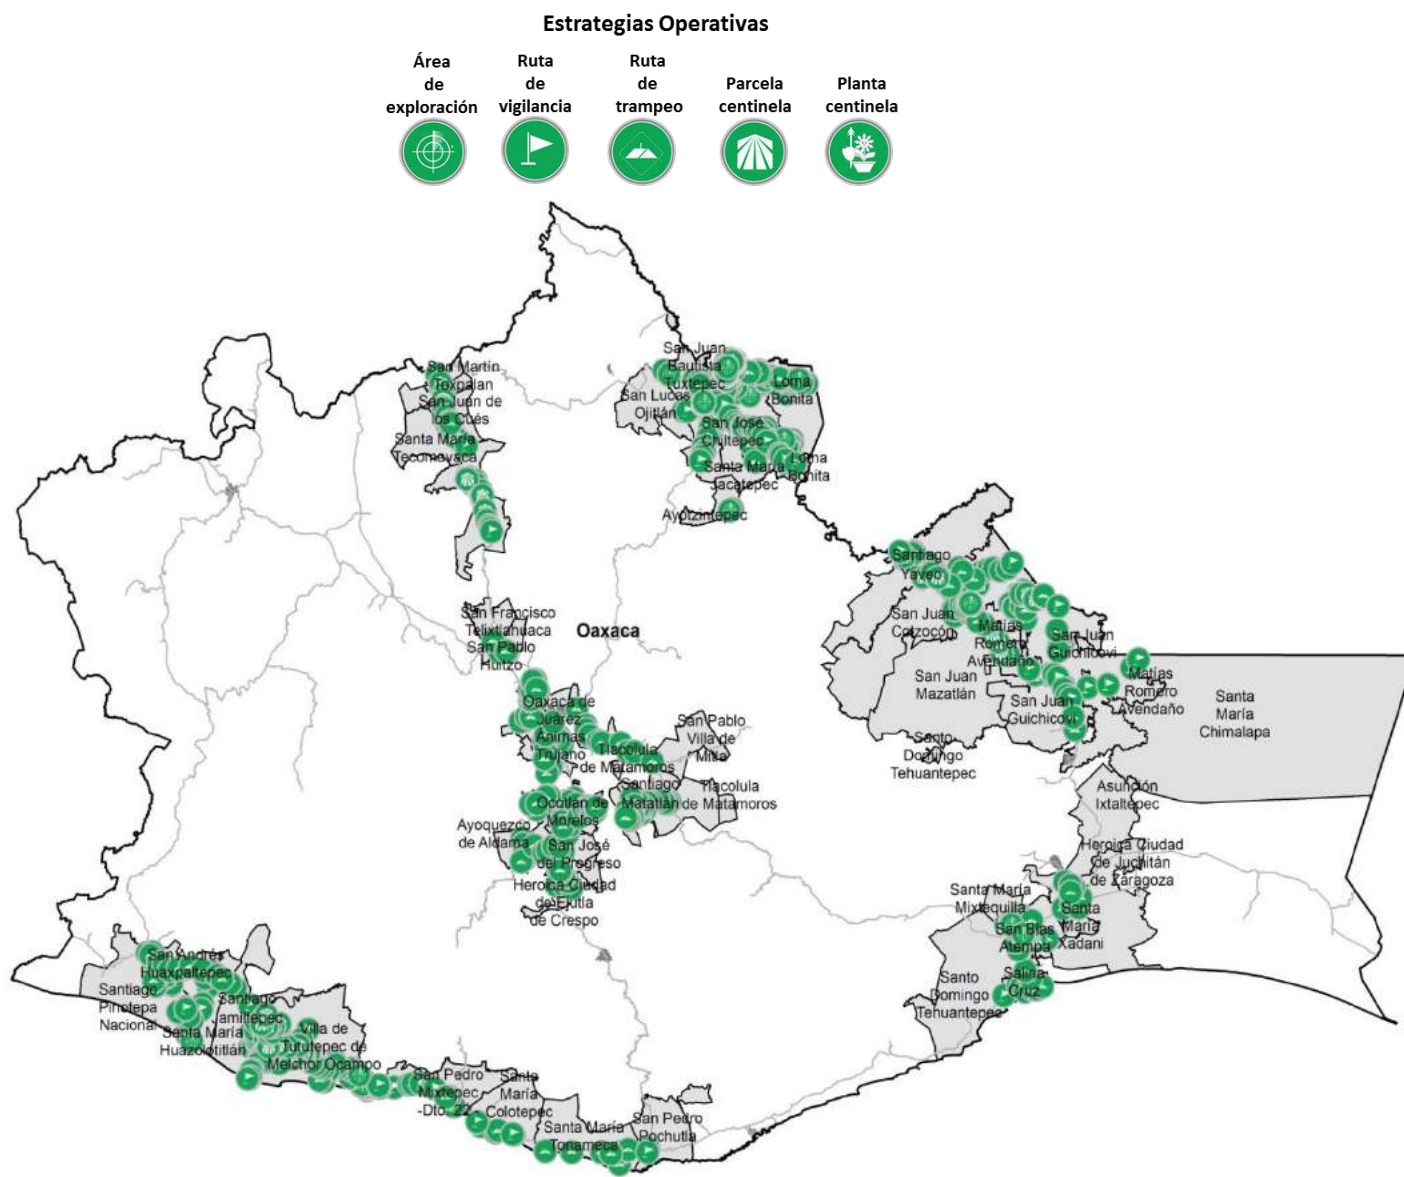 Estrategias Operativas
Área
de
exploración
Ruta
de
vigilancia
Ruta
de
trampeo
Parcela
centinela
Planta
centinela
San Martín
Toxpalan
San Juan de
los Cués
Santa María
Tecomavaca
San Juan
Bautista
Tuxtepec
Loma
Bonita
San Lucas
Ojitlán
San José
Chiltepec
Loma
Bonita
Santa María
Jacatepec
Ayotzintepec
Santiago
Yaveo
San Juan
Cotzocón
Matías
Romero
Avendaño
San Juan
Guichicovi
San Juan
Mazatlán
San Juan
Guichicovi
Matías
Romero
Avendaño
Santa
María
Chimalapa
Santo
Domingo
Tehuantepec
San Francisco
Telixtlahuaca
San Pablo
Huitzo
Oaxaca
Oaxaca de
Juárez
Ánimas
Trujano
San Pablo
Villa de
Mitla
Tlacolula
de Matamoros
Santiago
Matatlán
Tlacolula
de Matamoros
Ocotlán de
Morelos
Ayoquezco
de Aldama
San José
del Progreso
Heroica Ciudad
de Ejutla
de Crespo
Asunción
Ixtaltepec
Heroica Ciudad
de Juchitán
de Zaragoza
Santa María
Mixtequilla
Santa
María
Xadani
San Blas
Atempa
Salina
Cruz
Santo
Domingo
Tehuantepec
San Andrés
Huaxpaltepec
Santiago
Pinotepa
Nacional
Santiago
Jamiltepec
Santa María
Huazolotitlán
Villa de
Tututepec de
Melchor Ocampo
San Pedro
Mixtepec
-Dto. 22 -
Santa
María
Colotepec
Santa María
Tonameca
San Pedro
Pochutla